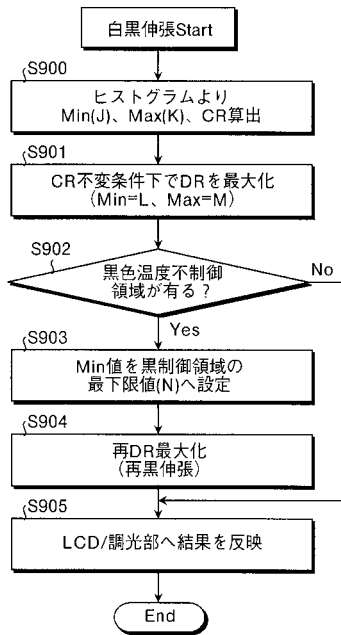 白黒伸張Start
S900
ヒストグラムより
Min(J)、Max(K)、CR算出
S901
CR不変条件下でDRを最大化
(Min=L、Max=M)
S902
黒色温度不制御
領域が有る?
No
Yes
S903
Min値を黒制御領域の
最下限値(N)へ設定
S904
再DR最大化
(再黒伸張)
S905
LCD/調光部へ結果を反映
End